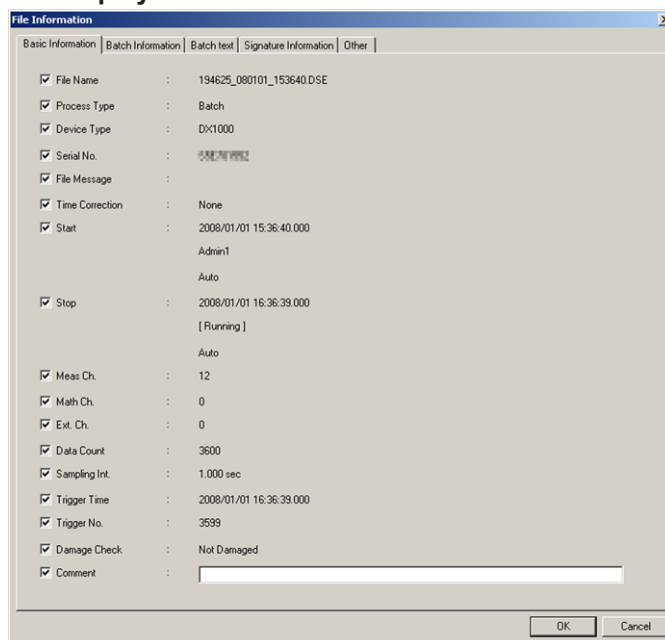 File Information
Basic Information Batch Information Batch text Signature Information Other
File Name : 194625_080101_153640.DSE
Process Type : Batch
Device Type : DX1000
Serial No. :
File Message :
Time Correction : None
Start : 2008/01/01 15:36:40.000
Admin1
Auto
Stop : 2008/01/01 16:36:39.000
[ Running ]
Auto
Meas Ch. : 12
Math Ch. : 0
Ext. Ch. : 0
Data Count : 3600
Sampling Int. : 1.000 sec
Trigger Time : 2008/01/01 16:36:39.000
Trigger No. : 3599
Damage Check : Not Damaged
Comment :
OK Cancel